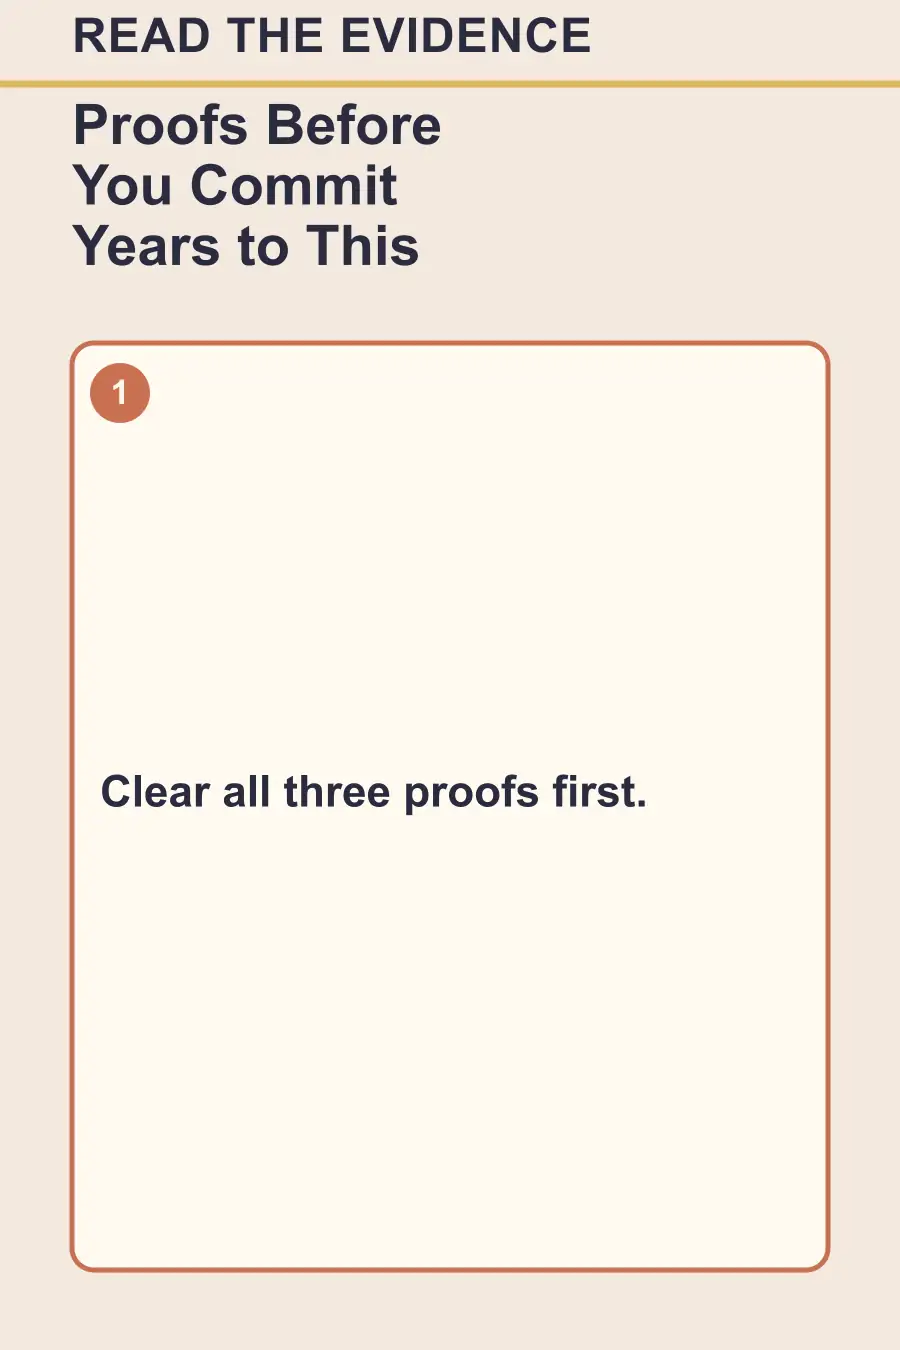 READ THE EVIDENCE
Proofs Before
You Commit
Years to This
1
Clear all three proofs first.